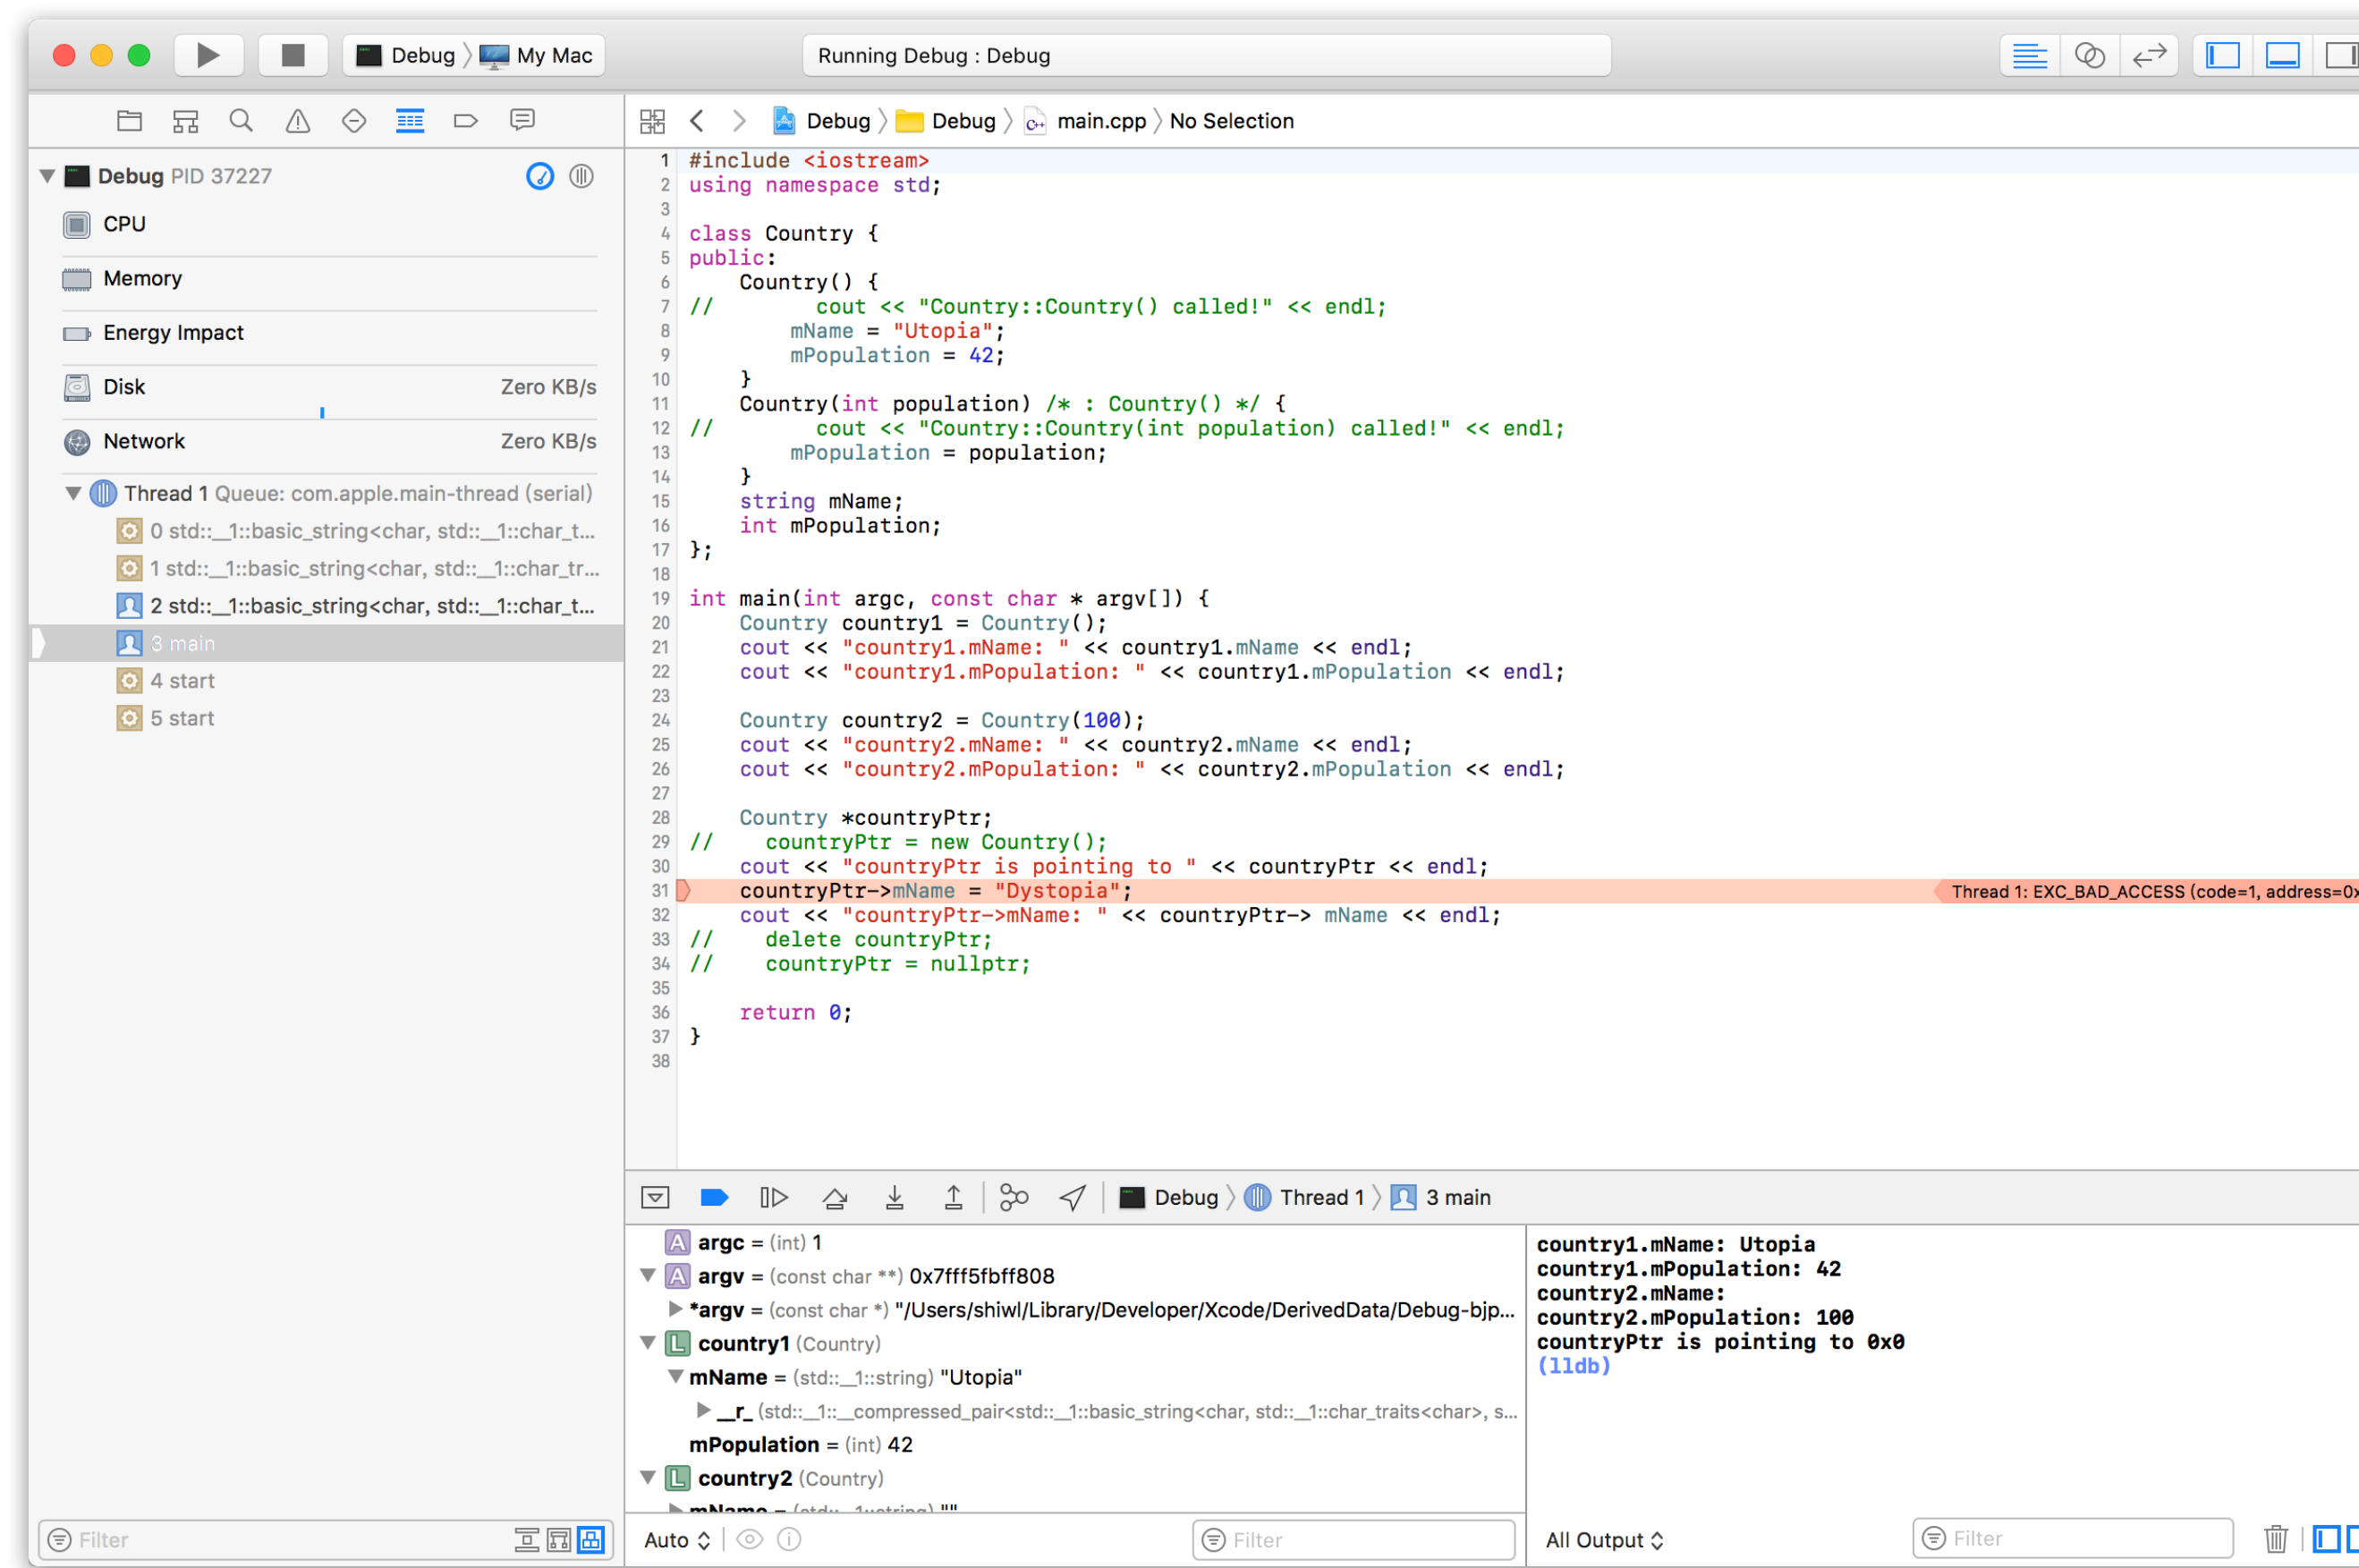 Debug My Mac
Running Debug : Debug
Debug PID 37227
CPU
Memory
Energy Impact
Disk Zero KB/s
Network Zero KB/s
Thread 1 Queue: com.apple.main-thread (serial)
0 std::__1::basic_string<char, std::__1::char_t...
1 std::__1::basic_string<char, std::__1::char_tr...
2 std::__1::basic_string<char, std::__1::char_t...
3 main
4 start
5 start
Filter
Debug Debug C++ main.cpp No Selection
1 #include <iostream>
2 using namespace std;
3
4 class Country {
5 public:
6     Country() {
7 //        cout << "Country::Country() called!" << endl;
8         mName = "Utopia";
9         mPopulation = 42;
10     }
11     Country(int population) /* : Country() */ {
12 //        cout << "Country::Country(int population) called!" << endl;
13         mPopulation = population;
14     }
15     string mName;
16     int mPopulation;
17 };
18
19 int main(int argc, const char * argv[]) {
20     Country country1 = Country();
21     cout << "country1.mName: " << country1.mName << endl;
22     cout << "country1.mPopulation: " << country1.mPopulation << endl;
23
24     Country country2 = Country(100);
25     cout << "country2.mName: " << country2.mName << endl;
26     cout << "country2.mPopulation: " << country2.mPopulation << endl;
27
28     Country *countryPtr;
29 //    countryPtr = new Country();
30     cout << "countryPtr is pointing to " << countryPtr << endl;
31     countryPtr->mName = "Dystopia"; Thread 1: EXC_BAD_ACCESS (code=1, address=0x
32     cout << "countryPtr->mName: " << countryPtr-> mName << endl;
33 //    delete countryPtr;
34 //    countryPtr = nullptr;
35
36     return 0;
37 }
38
Debug Thread 1 3 main
A argc = (int) 1
A argv = (const char **) 0x7fff5fbff808
*argv = (const char *) "/Users/shiwl/Library/Developer/Xcode/DerivedData/Debug-bjp...
L country1 (Country)
mName = (std::__1::string) "Utopia"
__r_ (std::__1::__compressed_pair<std::__1::basic_string<char, std::__1::char_traits<char>, s...
mPopulation = (int) 42
L country2 (Country)
mName = (std::__1::string) ""
Auto Filter
country1.mName: Utopia
country1.mPopulation: 42
country2.mName:
country2.mPopulation: 100
countryPtr is pointing to 0x0
(lldb)
All Output Filter